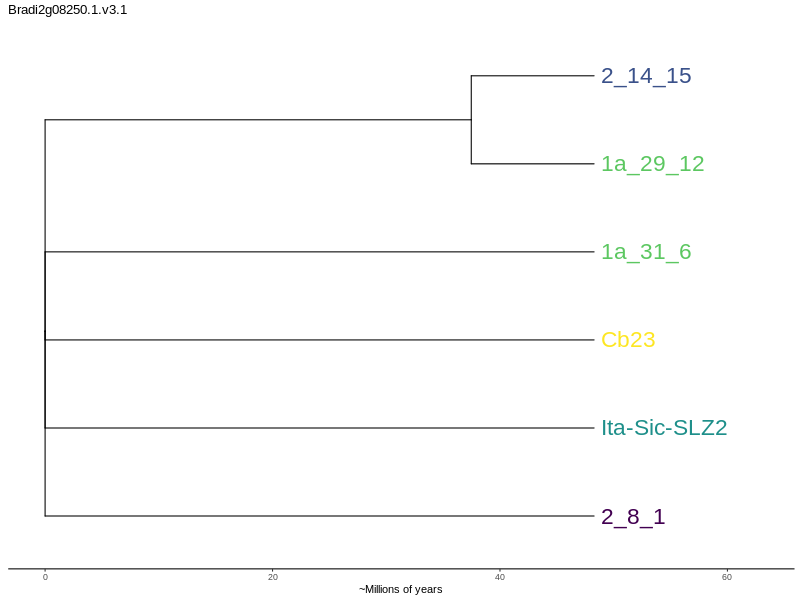 Bradi2g08250.1.v3.1
2_14_15
1a_29_12
1a_31_6
Cb23
Ita-Sic-SLZ2
2_8_1
0 20 40 60
~Millions of years